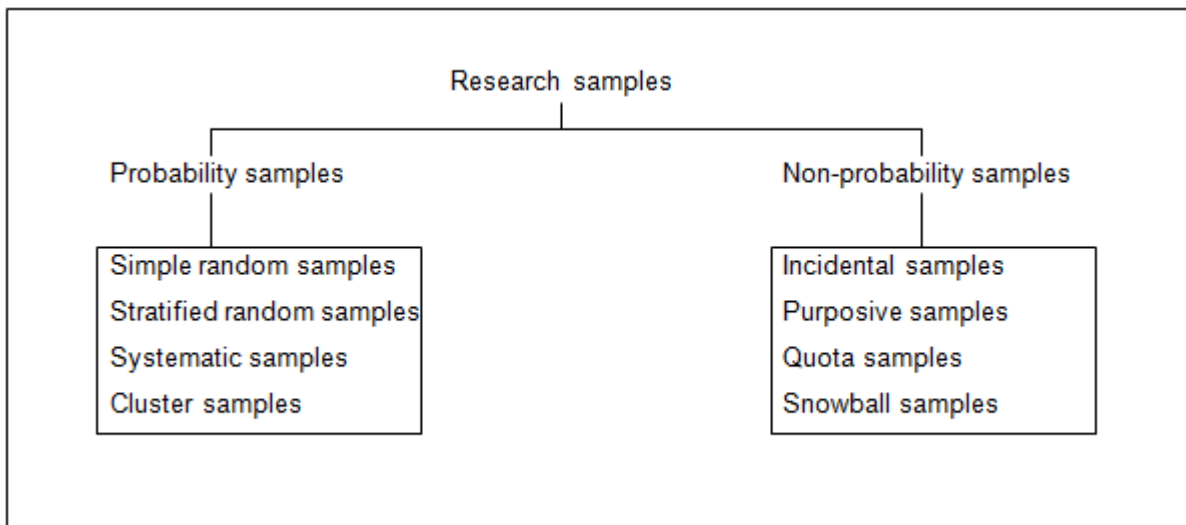 Research samples
Probability samples
Non-probability samples
Simple random samples
Stratified random samples
Systematic samples
Cluster samples
Incidental samples
Purposive samples
Quota samples
Snowball samples